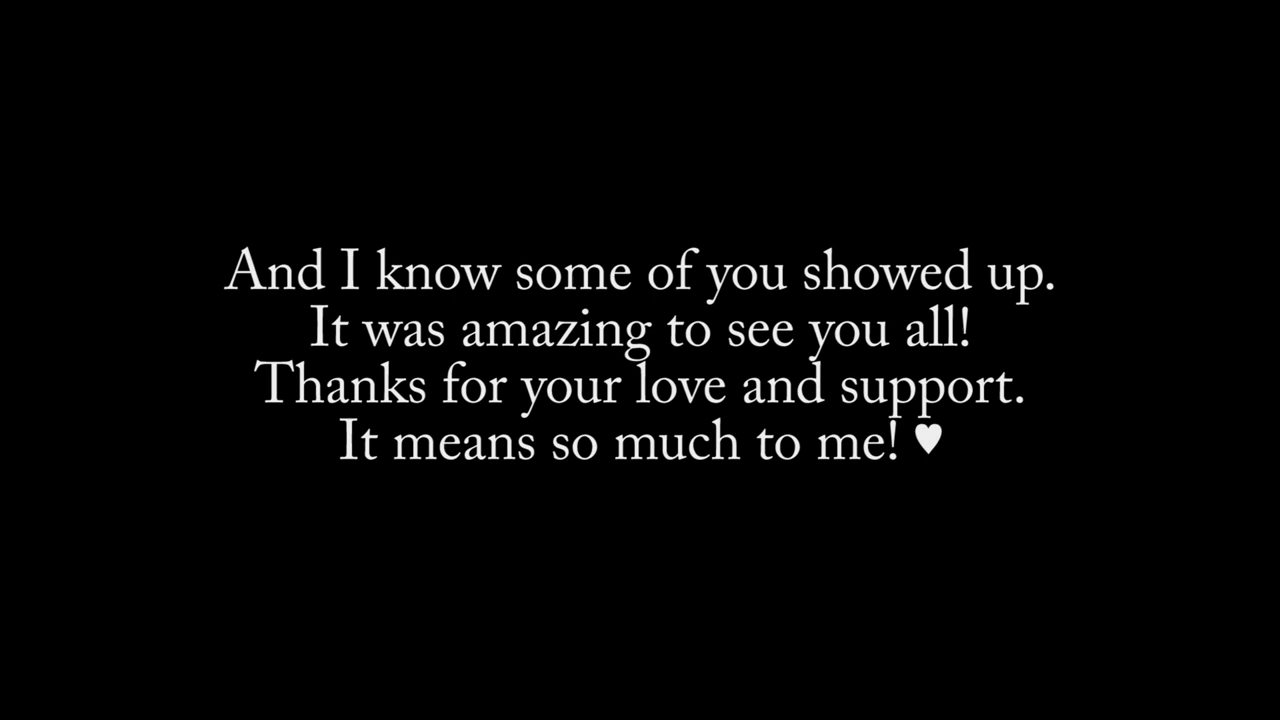 And I know some of you showed up.
It was amazing to see you all!
Thanks for your love and support.
It means so much to me! ♥